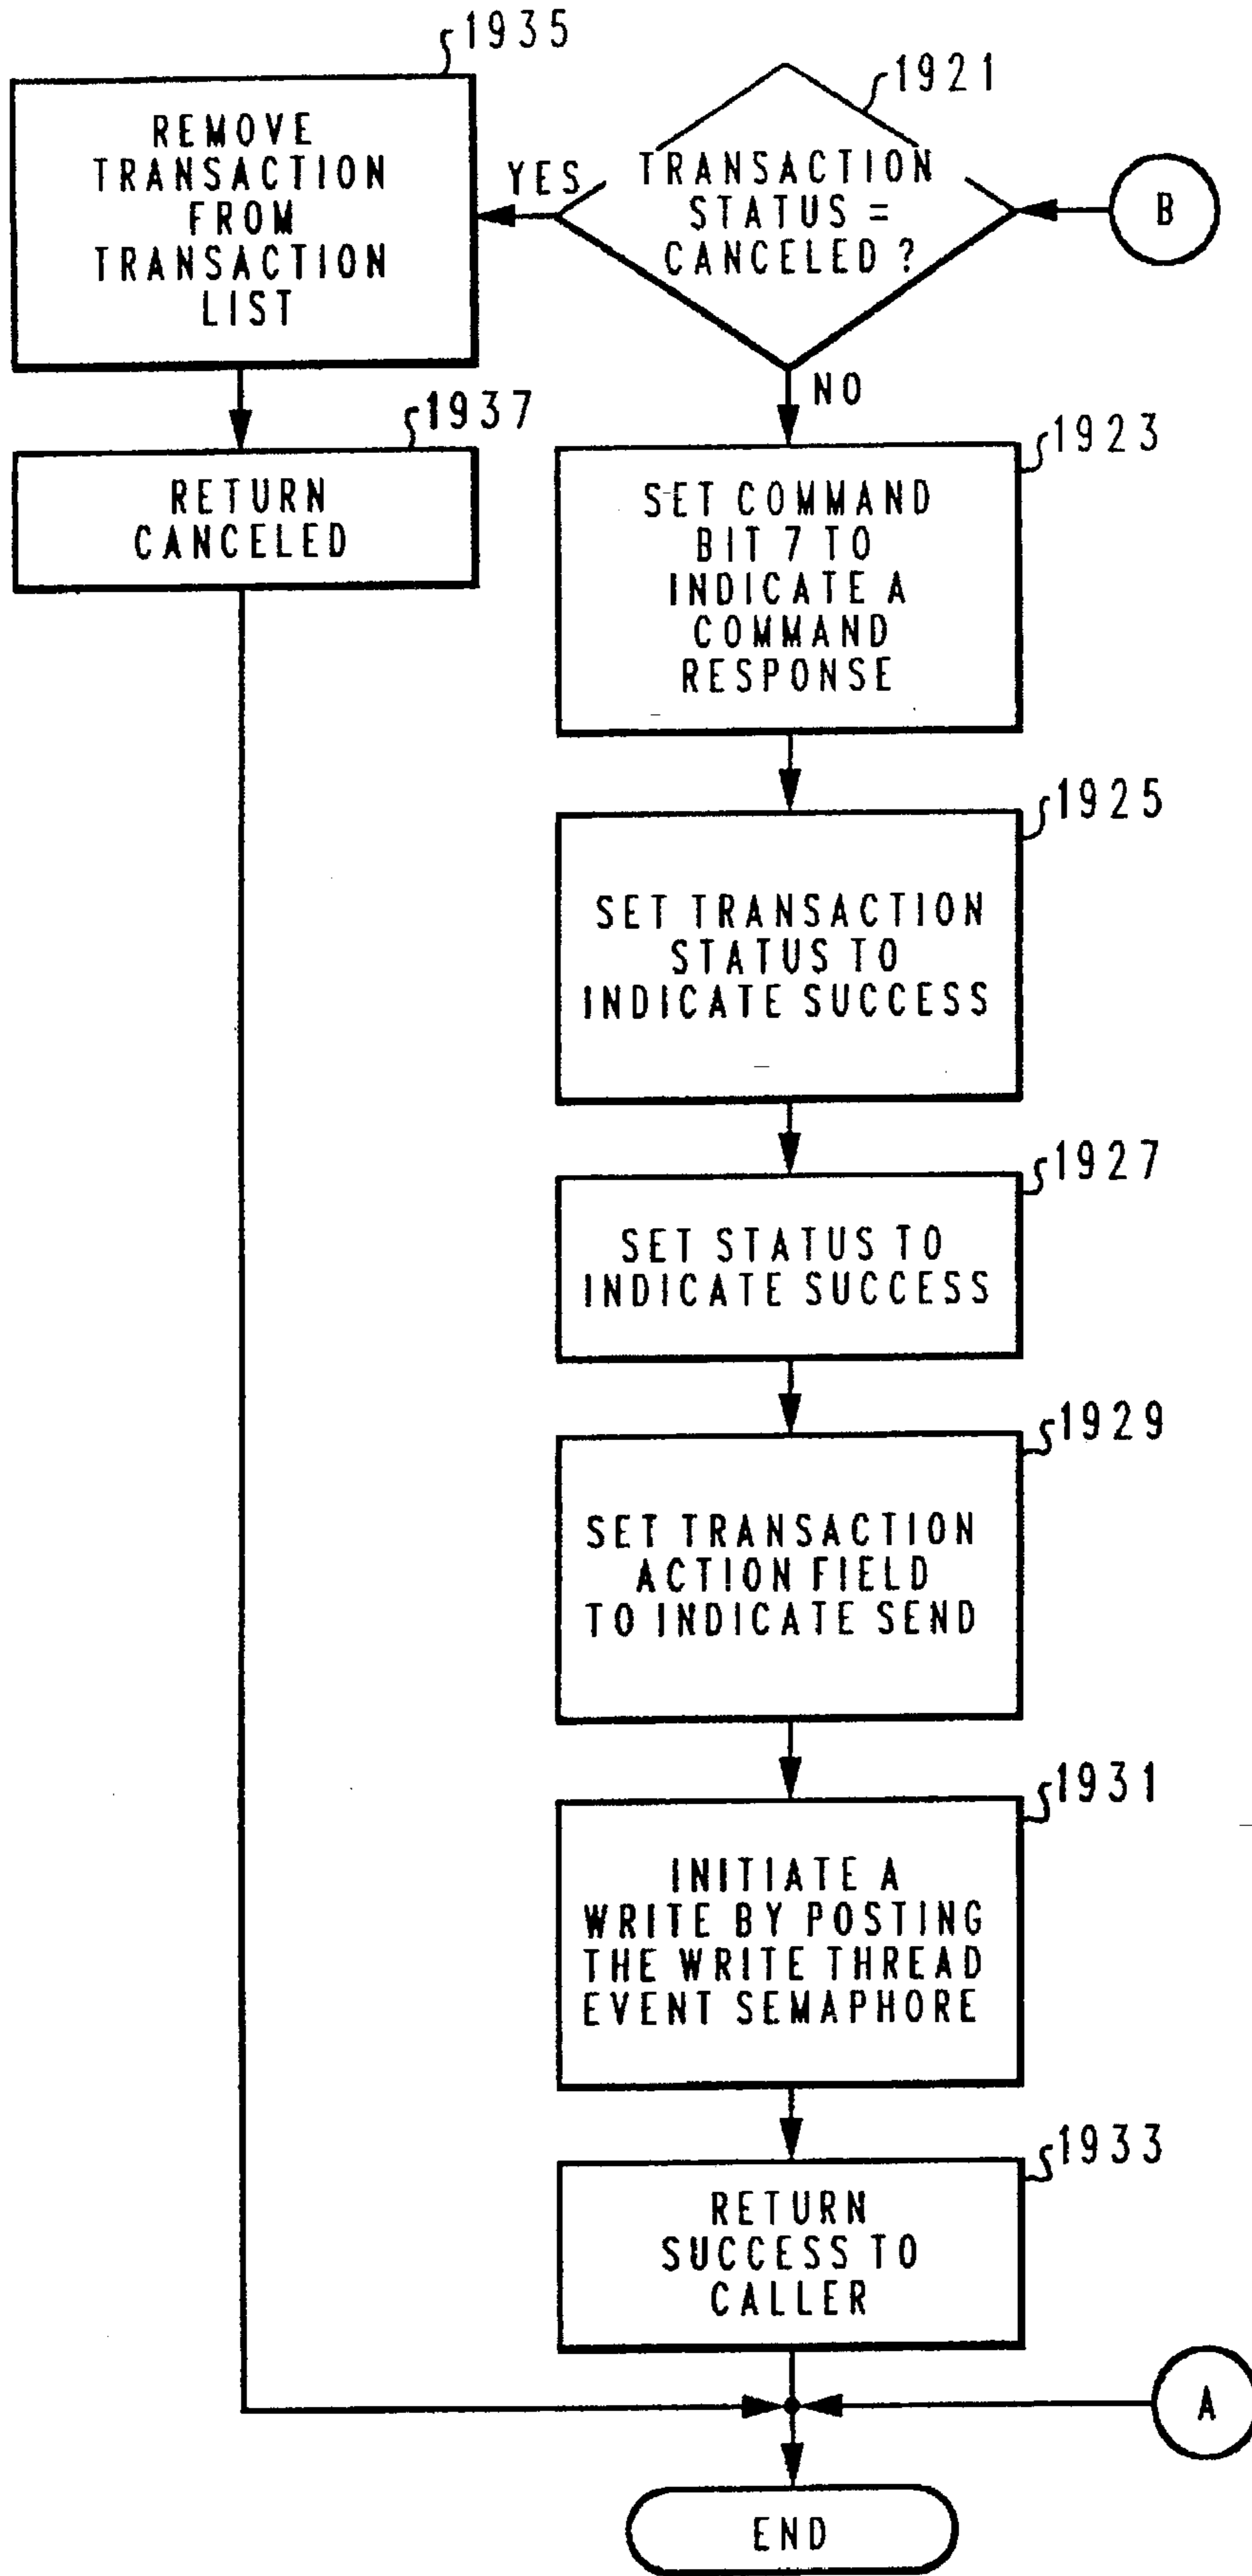 1935
REMOVE
TRANSACTION
FROM
TRANSACTION
LIST
1921
TRANSACTION
STATUS =
CANCELED ?
YES
B
NO
1937
RETURN
CANCELED
1923
SET COMMAND
BIT 7 TO
INDICATE A
COMMAND
RESPONSE
1925
SET TRANSACTION
STATUS TO
INDICATE SUCCESS
1927
SET STATUS TO
INDICATE SUCCESS
1929
SET TRANSACTION
ACTION FIELD
TO INDICATE SEND
1931
INITIATE A
WRITE BY POSTING
THE WRITE THREAD
EVENT SEMAPHORE
1933
RETURN
SUCCESS TO
CALLER
A
END